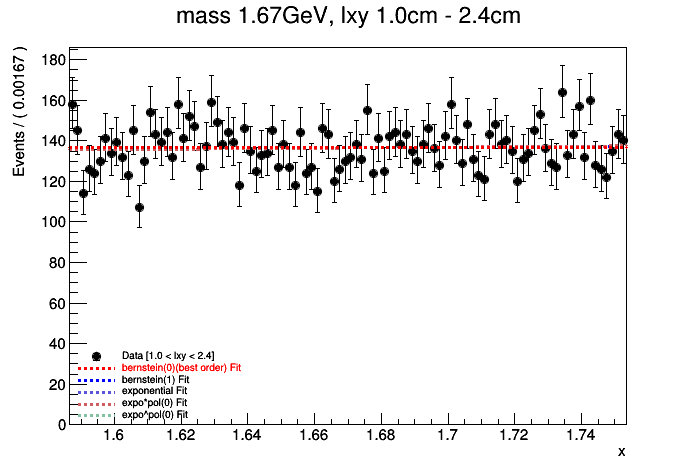 mass 1.67GeV, lxy 1.0cm - 2.4cm
Events / ( 0.00167 )
180
160
140
120
100
80
60
40
20
0
Data [1.0 < lxy < 2.4]
bernstein(0)(best order) Fit
bernstein(1) Fit
exponential Fit
expo*pol(0) Fit
expo^pol(0) Fit
1.6 1.62 1.64 1.66 1.68 1.7 1.72 1.74
x